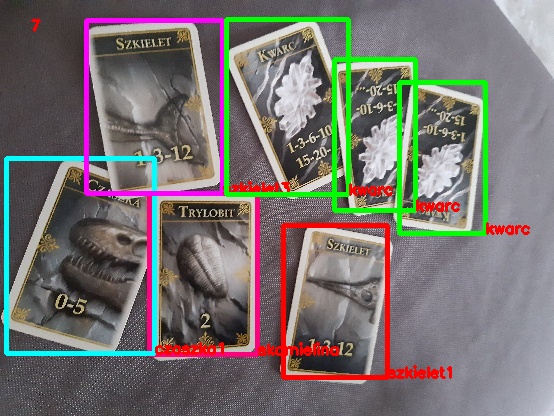 7
SZKIELET
1-3-12
szkielet3
KWARC
1-3-6-10
15-20-
kwarc
15-20-...
1-3-6-10-
kwarc
15-20-...
1-3-6-10-
kwarc
CZASZKA
0-5
czaszka1
TRYLOBIT
2
skamielina
SZKIELET
1-3-12
szkielet1